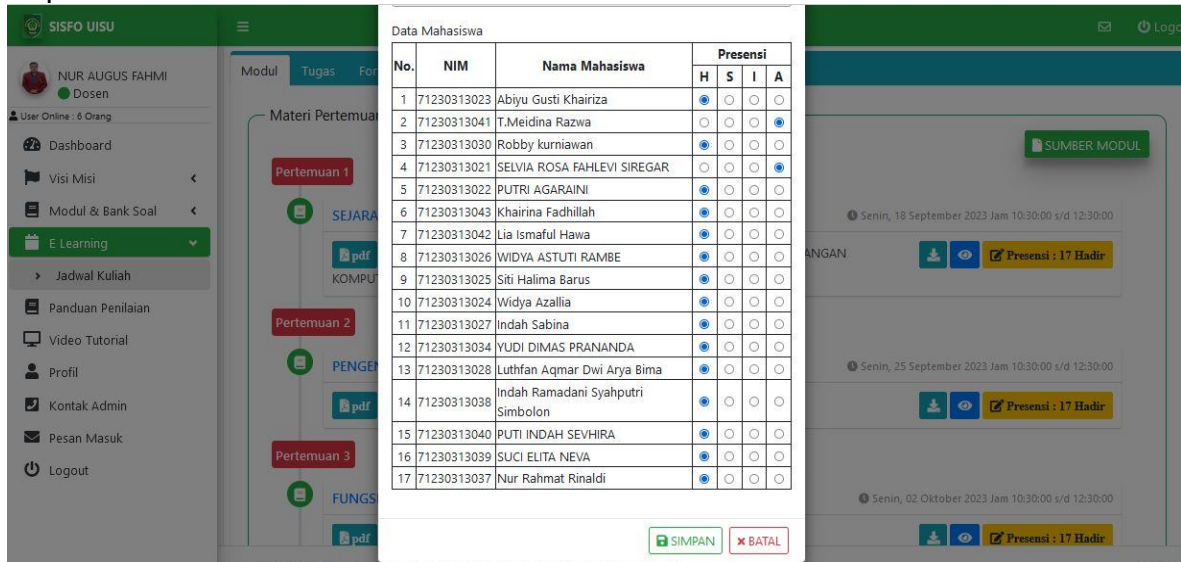 SISFO UISU
Logo
NUR AUGUS FAHMI
Dosen
User Online : 6 Orang
Dashboard
Visi Misi
Modul & Bank Soal
E Learning
Jadwal Kuliah
Panduan Penilaian
Video Tutorial
Profil
Kontak Admin
Pesan Masuk
Logout
Modul Tugas For
Materi Pertemuan
SUMBER MODUL
Pertemuan 1
SEJARA
Senin, 18 September 2023 Jam 10:30:00 s/d 12:30:00
pdf
ANGAN
KOMPUT
Presensi : 17 Hadir
Pertemuan 2
PENGEN
Senin, 25 September 2023 Jam 10:30:00 s/d 12:30:00
pdf
Presensi : 17 Hadir
Pertemuan 3
FUNGS
Senin, 02 Oktober 2023 Jam 10:30:00 s/d 12:30:00
pdf
Presensi : 17 Hadir
Data Mahasiswa
No. NIM Nama Mahasiswa Presensi
H S I A
1 71230313023 Abiyu Gusti Khairiza
2 71230313041 T.Meidina Razwa
3 71230313030 Robby kurniawan
4 71230313021 SELVIA ROSA FAHLEVI SIREGAR
5 71230313022 PUTRI AGARAINI
6 71230313043 Khairina Fadhillah
7 71230313042 Lia Ismaful Hawa
8 71230313026 WIDYA ASTUTI RAMBE
9 71230313025 Siti Halima Barus
10 71230313024 Widya Azallia
11 71230313027 Indah Sabina
12 71230313034 YUDI DIMAS PRANANDA
13 71230313028 Luthfan Aqmar Dwi Arya Bima
14 71230313038 Indah Ramadani Syahputri
Simbolon
15 71230313040 PUTI INDAH SEVHIRA
16 71230313039 SUCI ELITA NEVA
17 71230313037 Nur Rahmat Rinaldi
SIMPAN BATAL